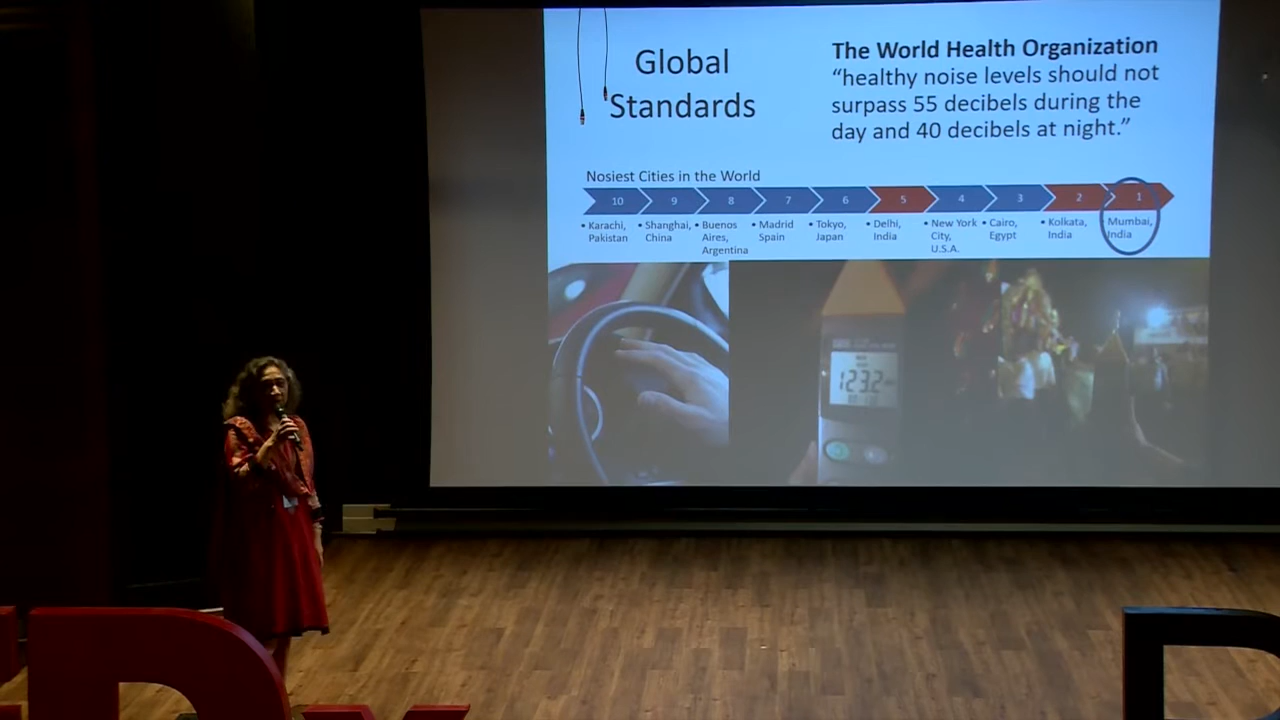 Global
Standards
The World Health Organization
“healthy noise levels should not
surpass 55 decibels during the
day and 40 decibels at night.”
Nosiest Cities in the World
10 9 8 7 6 5 4 3 2 1
• Karachi,
Pakistan
• Shanghai,
China
• Buenos
Aires,
Argentina
• Madrid
Spain
• Tokyo,
Japan
• Delhi,
India
• New York
City,
U.S.A.
• Cairo,
Egypt
• Kolkata,
India
Mumbai,
India
123.2